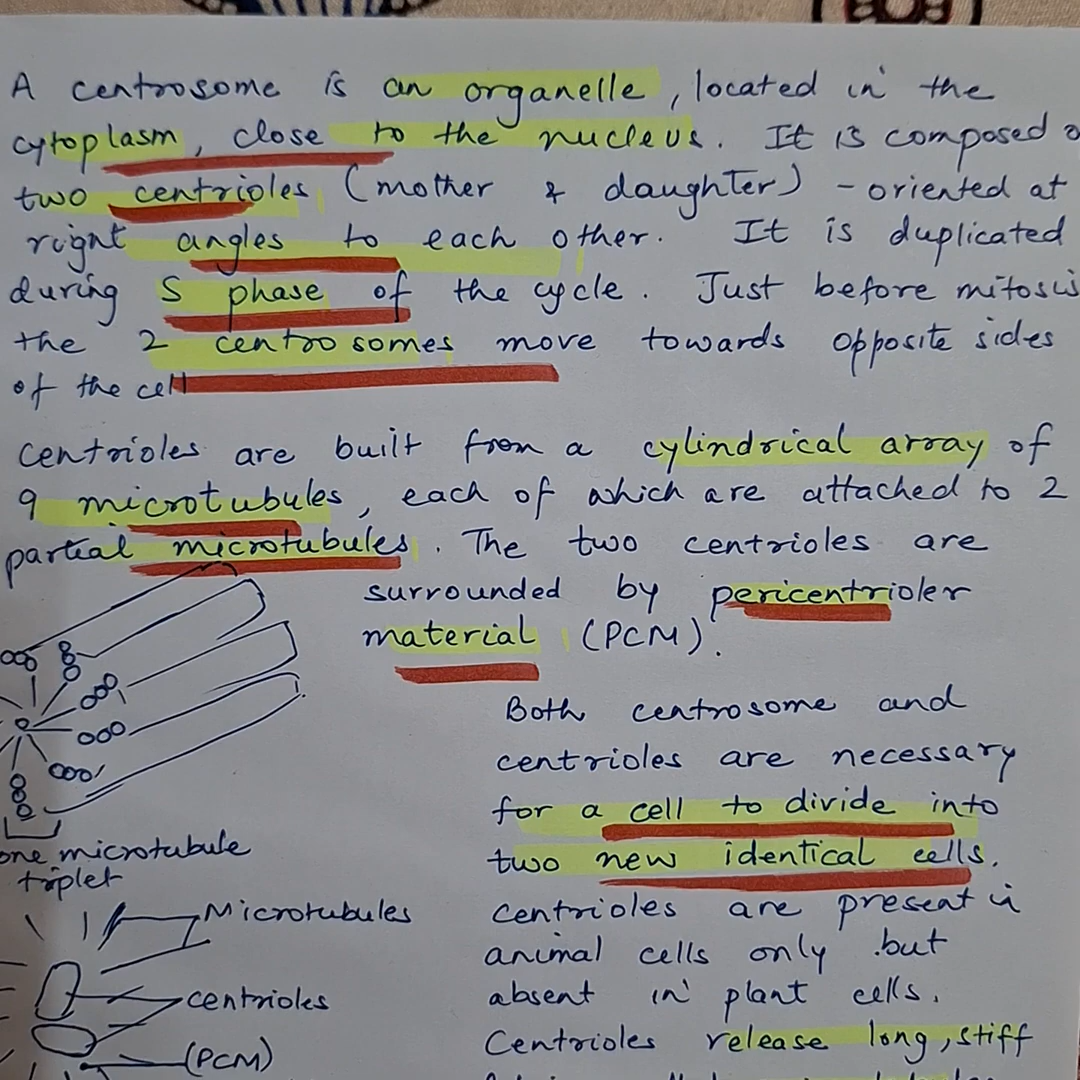 A centrosome is an organelle, located in the
cytoplasm, close to the nucleus. It is composed o
two centrioles (mother & daughter) - oriented at
right angles to each other. It is duplicated
during S phase of the cycle. Just before mitosis
the 2 centrosomes move towards opposite sides
of the cell
Centrioles are built from a cylindrical array of
9 microtubules, each of which are attached to 2
partial microtubules. The two centrioles are
surrounded by pericentrioler
material (PCM).
Both centrosome and
centrioles are necessary
for a cell to divide into
two new identical cells.
Centrioles are present in
animal cells only but
absent in plant cells.
Centrioles release long, stiff
one microtubule
triplet
Microtubules
centrioles
(PCM)